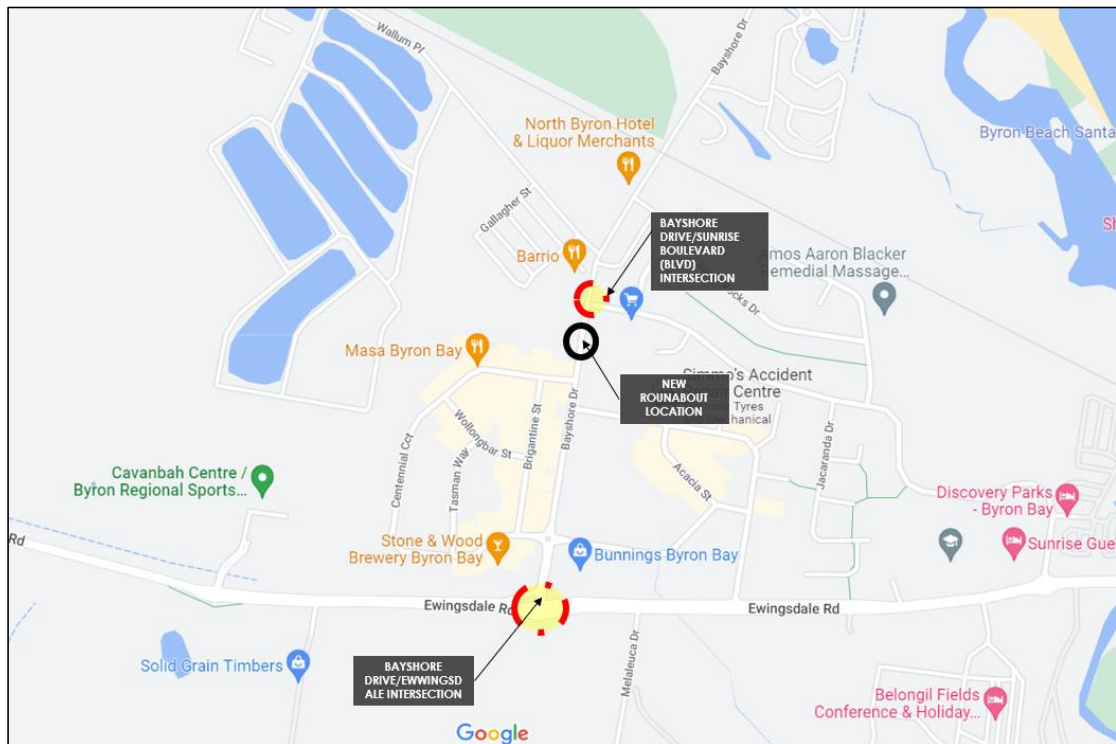 Wallum Pl
Bayshore Dr
North Byron Hotel
& Liquor Merchants
Byron Beach Santa
Gallagher St
BAYSHORE
DRIVE/SUNRISE
BOULEVARD
(BLVD)
INTERSECTION
Barrio
Amos Aaron Blacker
Remedial Massage...
Masa Byron Bay
NEW
ROUNABOUT
LOCATION
Simmo's Accident
Repair Centre
Tyres
Mechanical
Bayshore Dr
Brigantine St
Wollongbar St
Centennial Cct
Tasman Way
Acacia St
Jacaranda Dr
Cavanbah Centre /
Byron Regional Sports...
Discovery Parks
- Byron Bay
Stone & Wood
Brewery Byron Bay
Bunnings Byron Bay
Sunrise Gue
Rd
Ewingsdale Rd
Ewingsdale Rd
Solid Grain Timbers
BAYSHORE
DRIVE/EWWINGSD
ALE INTERSECTION
Melaleuca Dr
Belongil Fields
Conference & Holiday...
Google